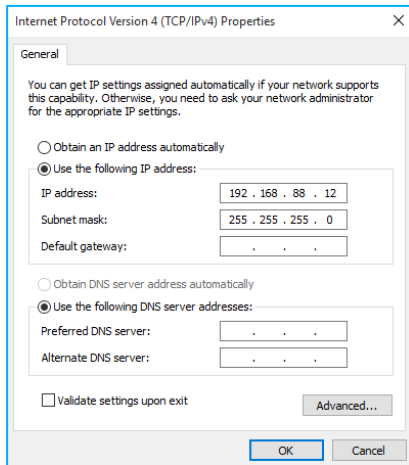 Internet Protocol Version 4 (TCP/IPv4) Properties
General
You can get IP settings assigned automatically if your network supports
this capability. Otherwise, you need to ask your network administrator
for the appropriate IP settings.
Obtain an IP address automatically
Use the following IP address:
IP address: 192 . 168 . 88 . 12
Subnet mask: 255 . 255 . 255 . 0
Default gateway: . . .
Obtain DNS server address automatically
Use the following DNS server addresses:
Preferred DNS server: . . .
Alternate DNS server: . . .
Validate settings upon exit
Advanced...
OK Cancel